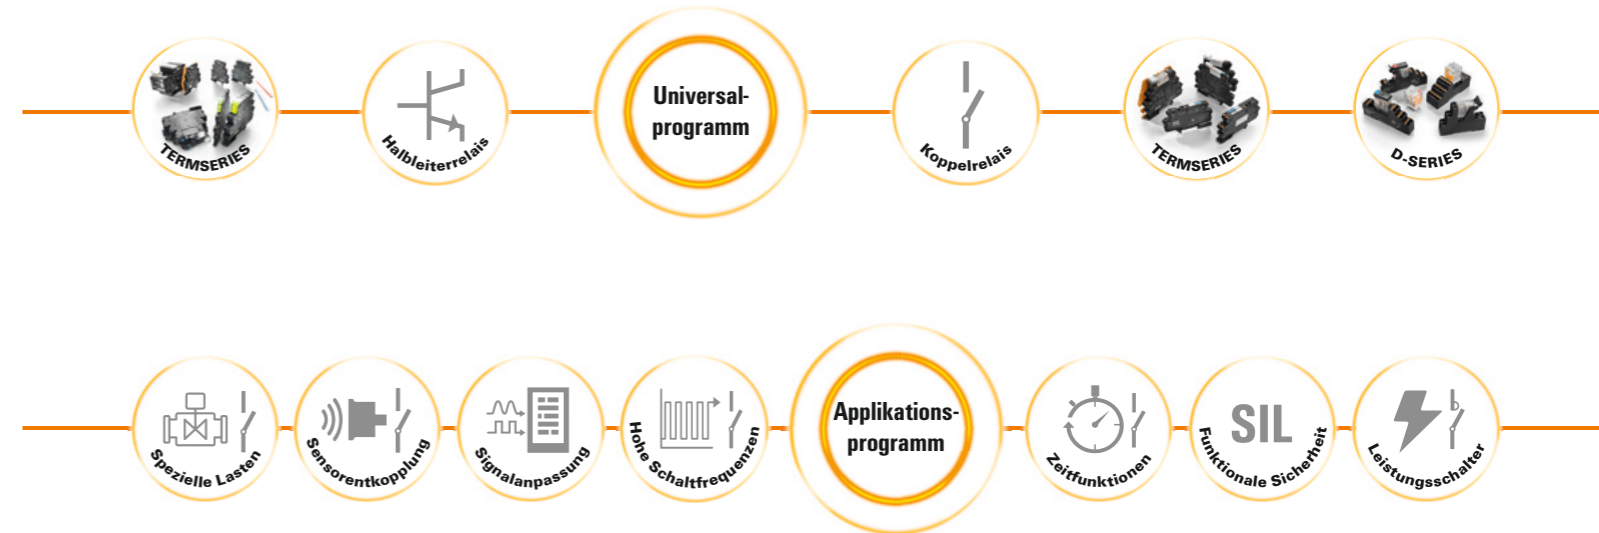 TERMSERIES
Halbleiterrelais
Universal-
programm
Koppelrelais
TERMSERIES
D-SERIES
Spezielle Lasten
Sensorentkopplung
Signalanpassung
Hohe Schaltfrequenzen
Applikations-
programm
Zeitfunktionen
SIL
Funktionale Sicherheit
Leistungsschalter